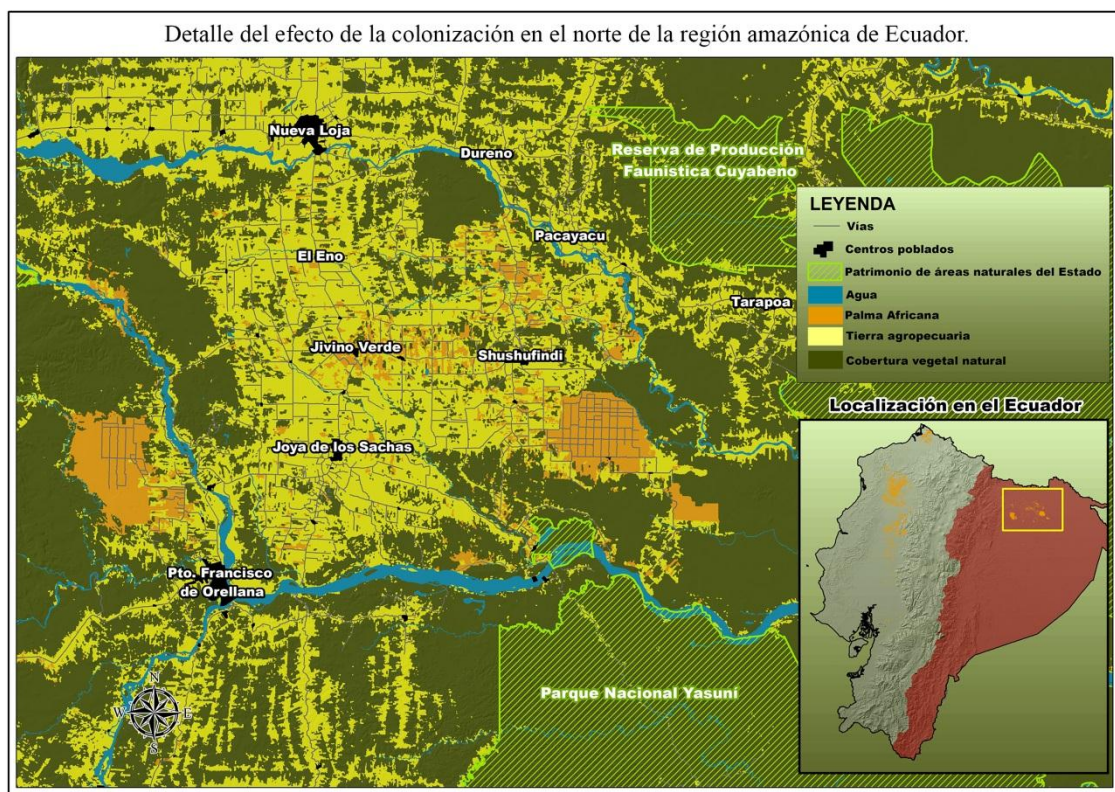 Detalle del efecto de la colonización en el norte de la región amazónica de Ecuador.
Nueva Loja
Dureno
Reserva de Producción
Faunística Cuyabeno
Pacayacu
El Eno
Tarapoa
Jivino Verde
Shushufindi
Joya de los Sachas
Pto. Francisco
de Orellana
Parque Nacional Yasuní
N
W
E
S
LEYENDA
Vías
Centros poblados
Patrimonio de áreas naturales del Estado
Agua
Palma Africana
Tierra agropecuaria
Cobertura vegetal natural
Localización en el Ecuador